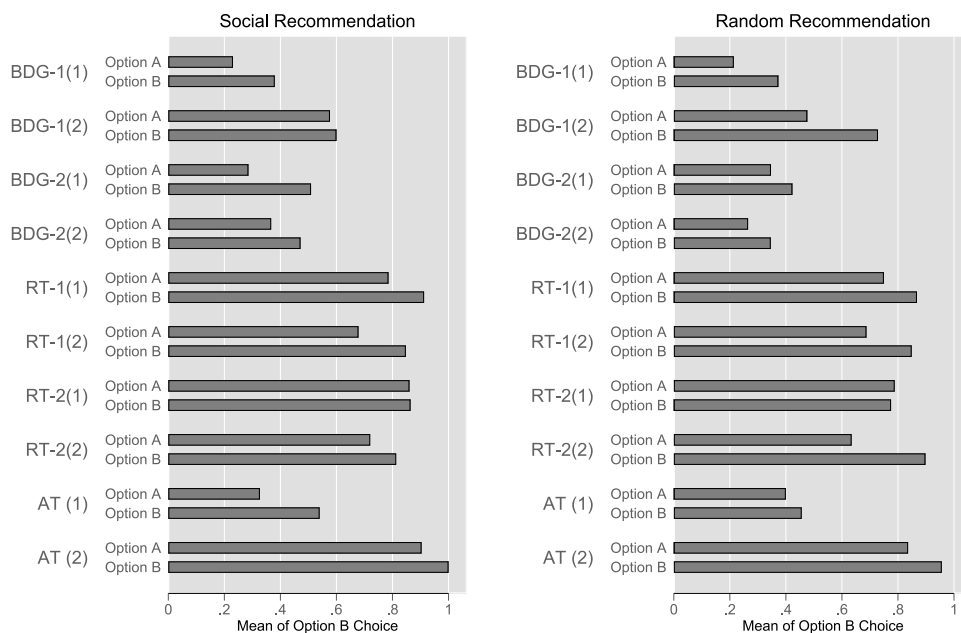 Social Recommendation
BDG-1(1)
Option A
Option B
BDG-1(2)
Option A
Option B
BDG-2(1)
Option A
Option B
BDG-2(2)
Option A
Option B
RT-1(1)
Option A
Option B
RT-1(2)
Option A
Option B
RT-2(1)
Option A
Option B
RT-2(2)
Option A
Option B
AT (1)
Option A
Option B
AT (2)
Option A
Option B
0 .2 .4 .6 .8 1
Mean of Option B Choice
Random Recommendation
BDG-1(1)
Option A
Option B
BDG-1(2)
Option A
Option B
BDG-2(1)
Option A
Option B
BDG-2(2)
Option A
Option B
RT-1(1)
Option A
Option B
RT-1(2)
Option A
Option B
RT-2(1)
Option A
Option B
RT-2(2)
Option A
Option B
AT (1)
Option A
Option B
AT (2)
Option A
Option B
0 .2 .4 .6 .8 1
Mean of Option B Choice